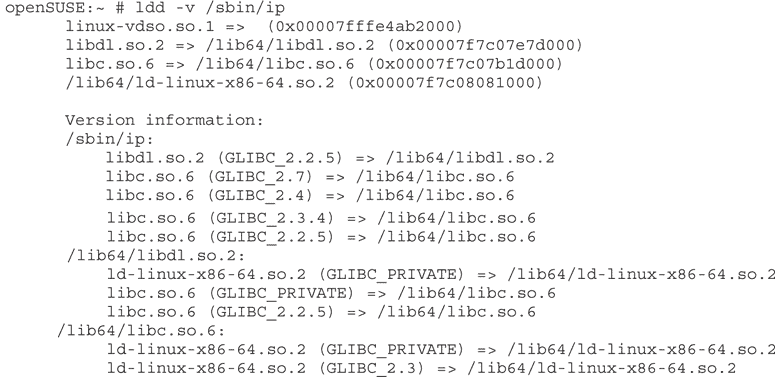 openSUSE:~ # ldd -v /sbin/ip
linux-vdso.so.1 => (0x00007fffe4ab2000)
libdl.so.2 => /lib64/libdl.so.2 (0x00007f7c07e7d000)
libc.so.6 => /lib64/libc.so.6 (0x00007f7c07b1d000)
/lib64/ld-linux-x86-64.so.2 (0x00007f7c08081000)
Version information:
/sbin/ip:
libdl.so.2 (GLIBC_2.2.5) => /lib64/libdl.so.2
libc.so.6 (GLIBC_2.7) => /lib64/libc.so.6
libc.so.6 (GLIBC_2.4) => /lib64/libc.so.6
libc.so.6 (GLIBC_2.3.4) => /lib64/libc.so.6
libc.so.6 (GLIBC_2.2.5) => /lib64/libc.so.6
/lib64/libdl.so.2:
ld-linux-x86-64.so.2 (GLIBC_PRIVATE) => /lib64/ld-linux-x86-64.so.2
libc.so.6 (GLIBC_PRIVATE) => /lib64/libc.so.6
libc.so.6 (GLIBC_2.2.5) => /lib64/libc.so.6
/lib64/libc.so.6:
ld-linux-x86-64.so.2 (GLIBC_PRIVATE) => /lib64/ld-linux-x86-64.so.2
ld-linux-x86-64.so.2 (GLIBC_2.3) => /lib64/ld-linux-x86-64.so.2